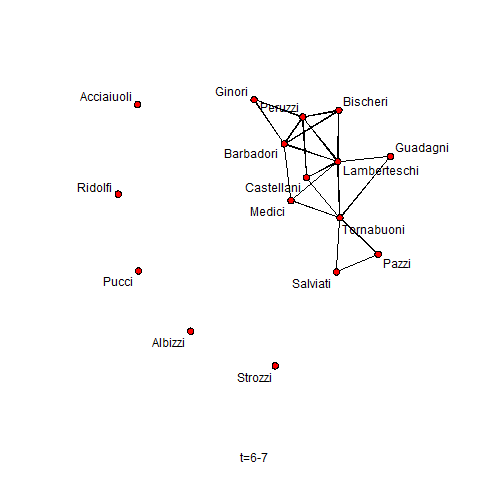 Ginori
Acciaiuoli
Bischeri
Peruzzi
Guadagni
Barbadori
Lamberteschi
Castellani
Ridolfi
Medici
Tornabuoni
Pazzi
Pucci
Salviati
Albizzi
Strozzi
t=6-7